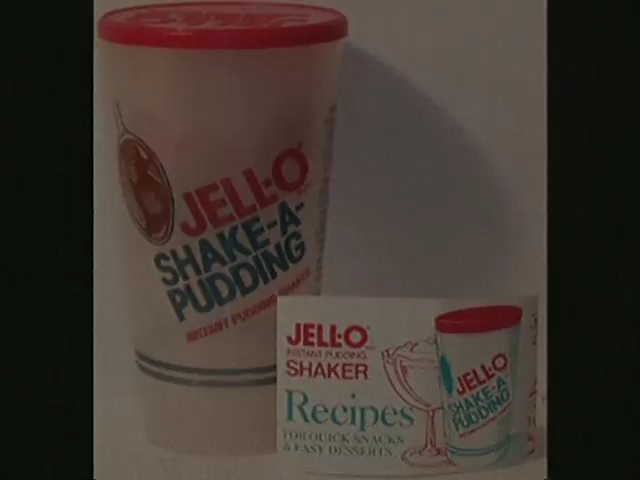 JELL-O®
SHAKE-A-
PUDDING
INSTANT PUDDING SHAKER
JELL-O®
INSTANT PUDDING
SHAKER
Recipes
FOR QUICK SNACKS
& EASY DESSERTS
JELL-O
SHAKE-A-
PUDDING